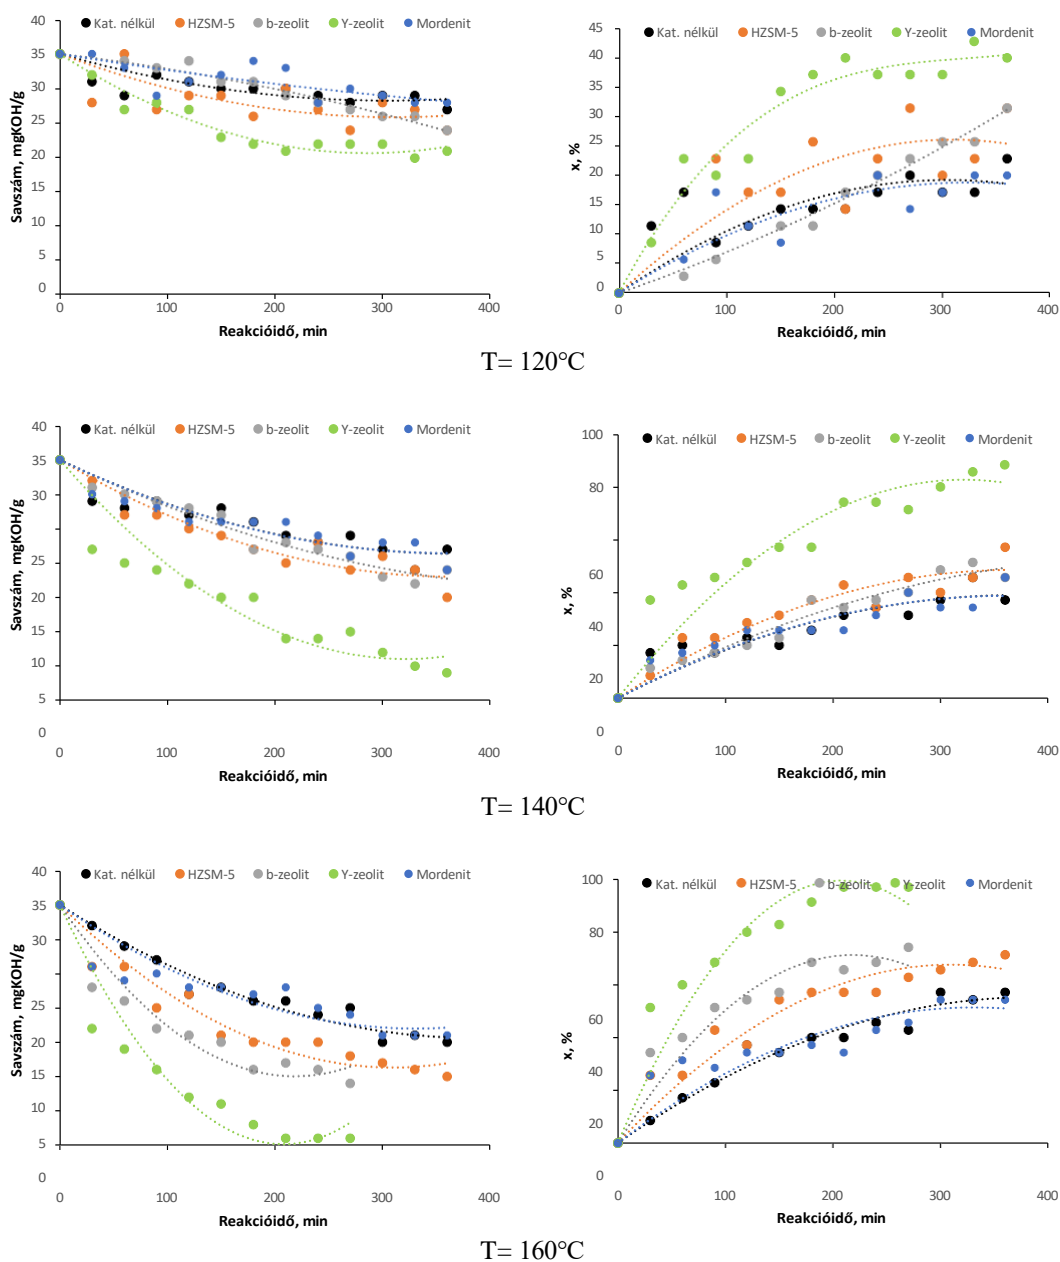 Kat. nélkül HZSM-5 b-zeolit Y-zeolit Mordenit
40
35
30
25
20
15
10
5
0
Savszám, mgKOH/g
0 100 200 300 400
Reakcióidő, min
Kat. nélkül HZSM-5 b-zeolit Y-zeolit Mordenit
45
40
35
30
25
20
15
10
5
0
x, %
0 100 200 300 400
Reakcióidő, min
T= 120°C
Kat. nélkül HZSM-5 b-zeolit Y-zeolit Mordenit
40
35
30
25
20
15
10
5
0
Savszám, mgKOH/g
0 100 200 300 400
Reakcióidő, min
Kat. nélkül HZSM-5 b-zeolit Y-zeolit Mordenit
100
80
60
40
20
0
x, %
0 100 200 300 400
Reakcióidő, min
T= 140°C
Kat. nélkül HZSM-5 b-zeolit Y-zeolit Mordenit
40
35
30
25
20
15
10
5
0
Savszám, mgKOH/g
0 100 200 300 400
Reakcióidő, min
Kat. nélkül HZSM-5 b-zeolit Y-zeolit Mordenit
100
80
60
40
20
0
x, %
0 100 200 300 400
Reakcióidő, min
T= 160°C